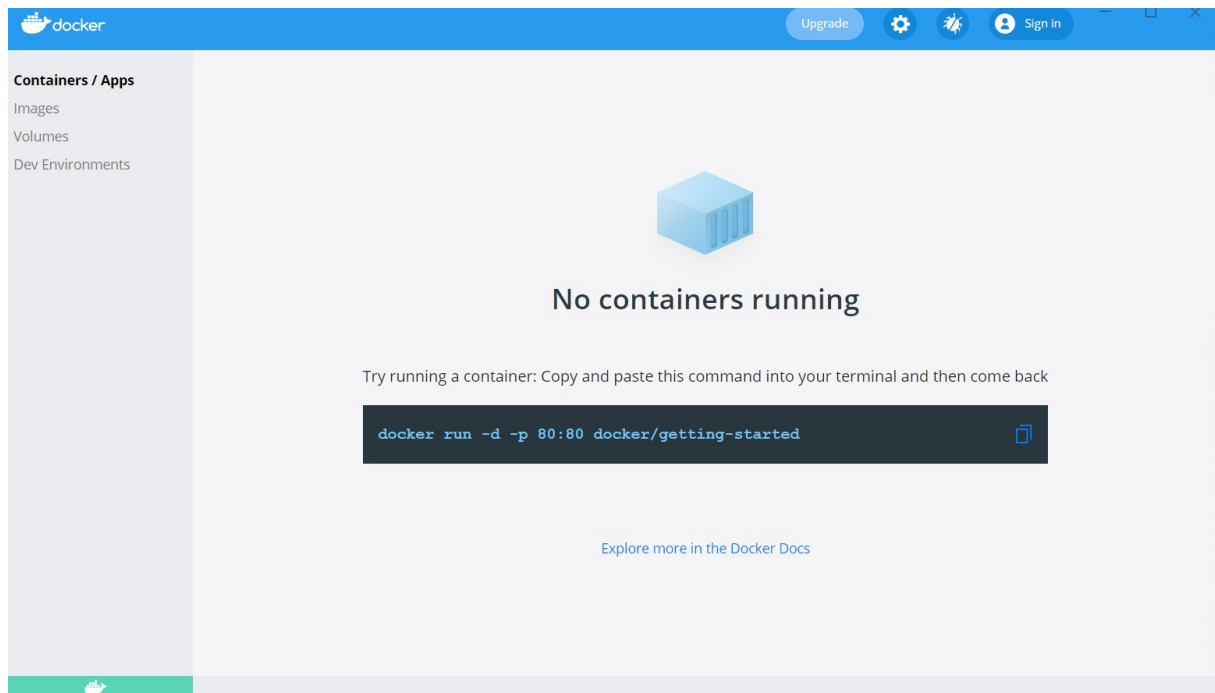 docker
Upgrade
Sign in
Containers / Apps
Images
Volumes
Dev Environments
No containers running
Try running a container: Copy and paste this command into your terminal and then come back
docker run -d -p 80:80 docker/getting-started
Explore more in the Docker Docs